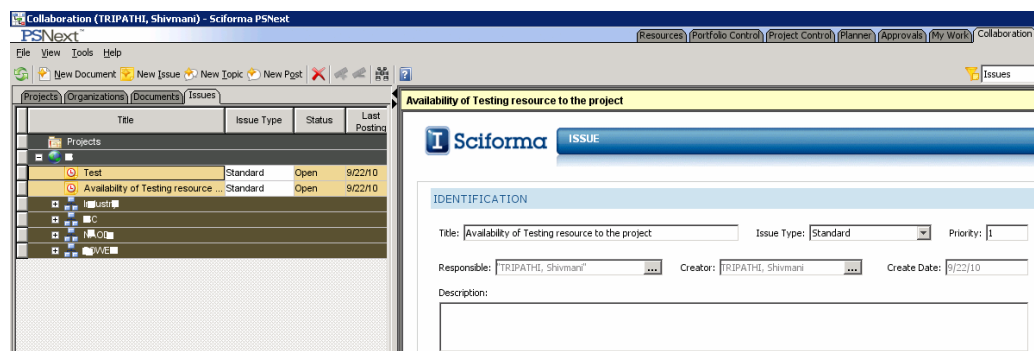 Collaboration (TRIPATHI, Shivmani) - Sciforma PSNext
PSNext
Resources Portfolio Control Project Control Planner Approvals My Work Collaboration
File View Tools Help
New Document New Issue New Topic New Post Issues
Projects Organizations Documents Issues
Availability of Testing resource to the project
Title Issue Type Status Last Posting
Sciforma ISSUE
Projects
Test Standard Open 9/22/10
Availability of Testing resource ... Standard Open 9/22/10
IDENTIFICATION
Title: Availability of Testing resource to the project Issue Type: Standard Priority: 1
Responsible: "TRIPATHI, Shivmani" ... Creator: TRIPATHI, Shivmani ... Create Date: 9/22/10
Description: